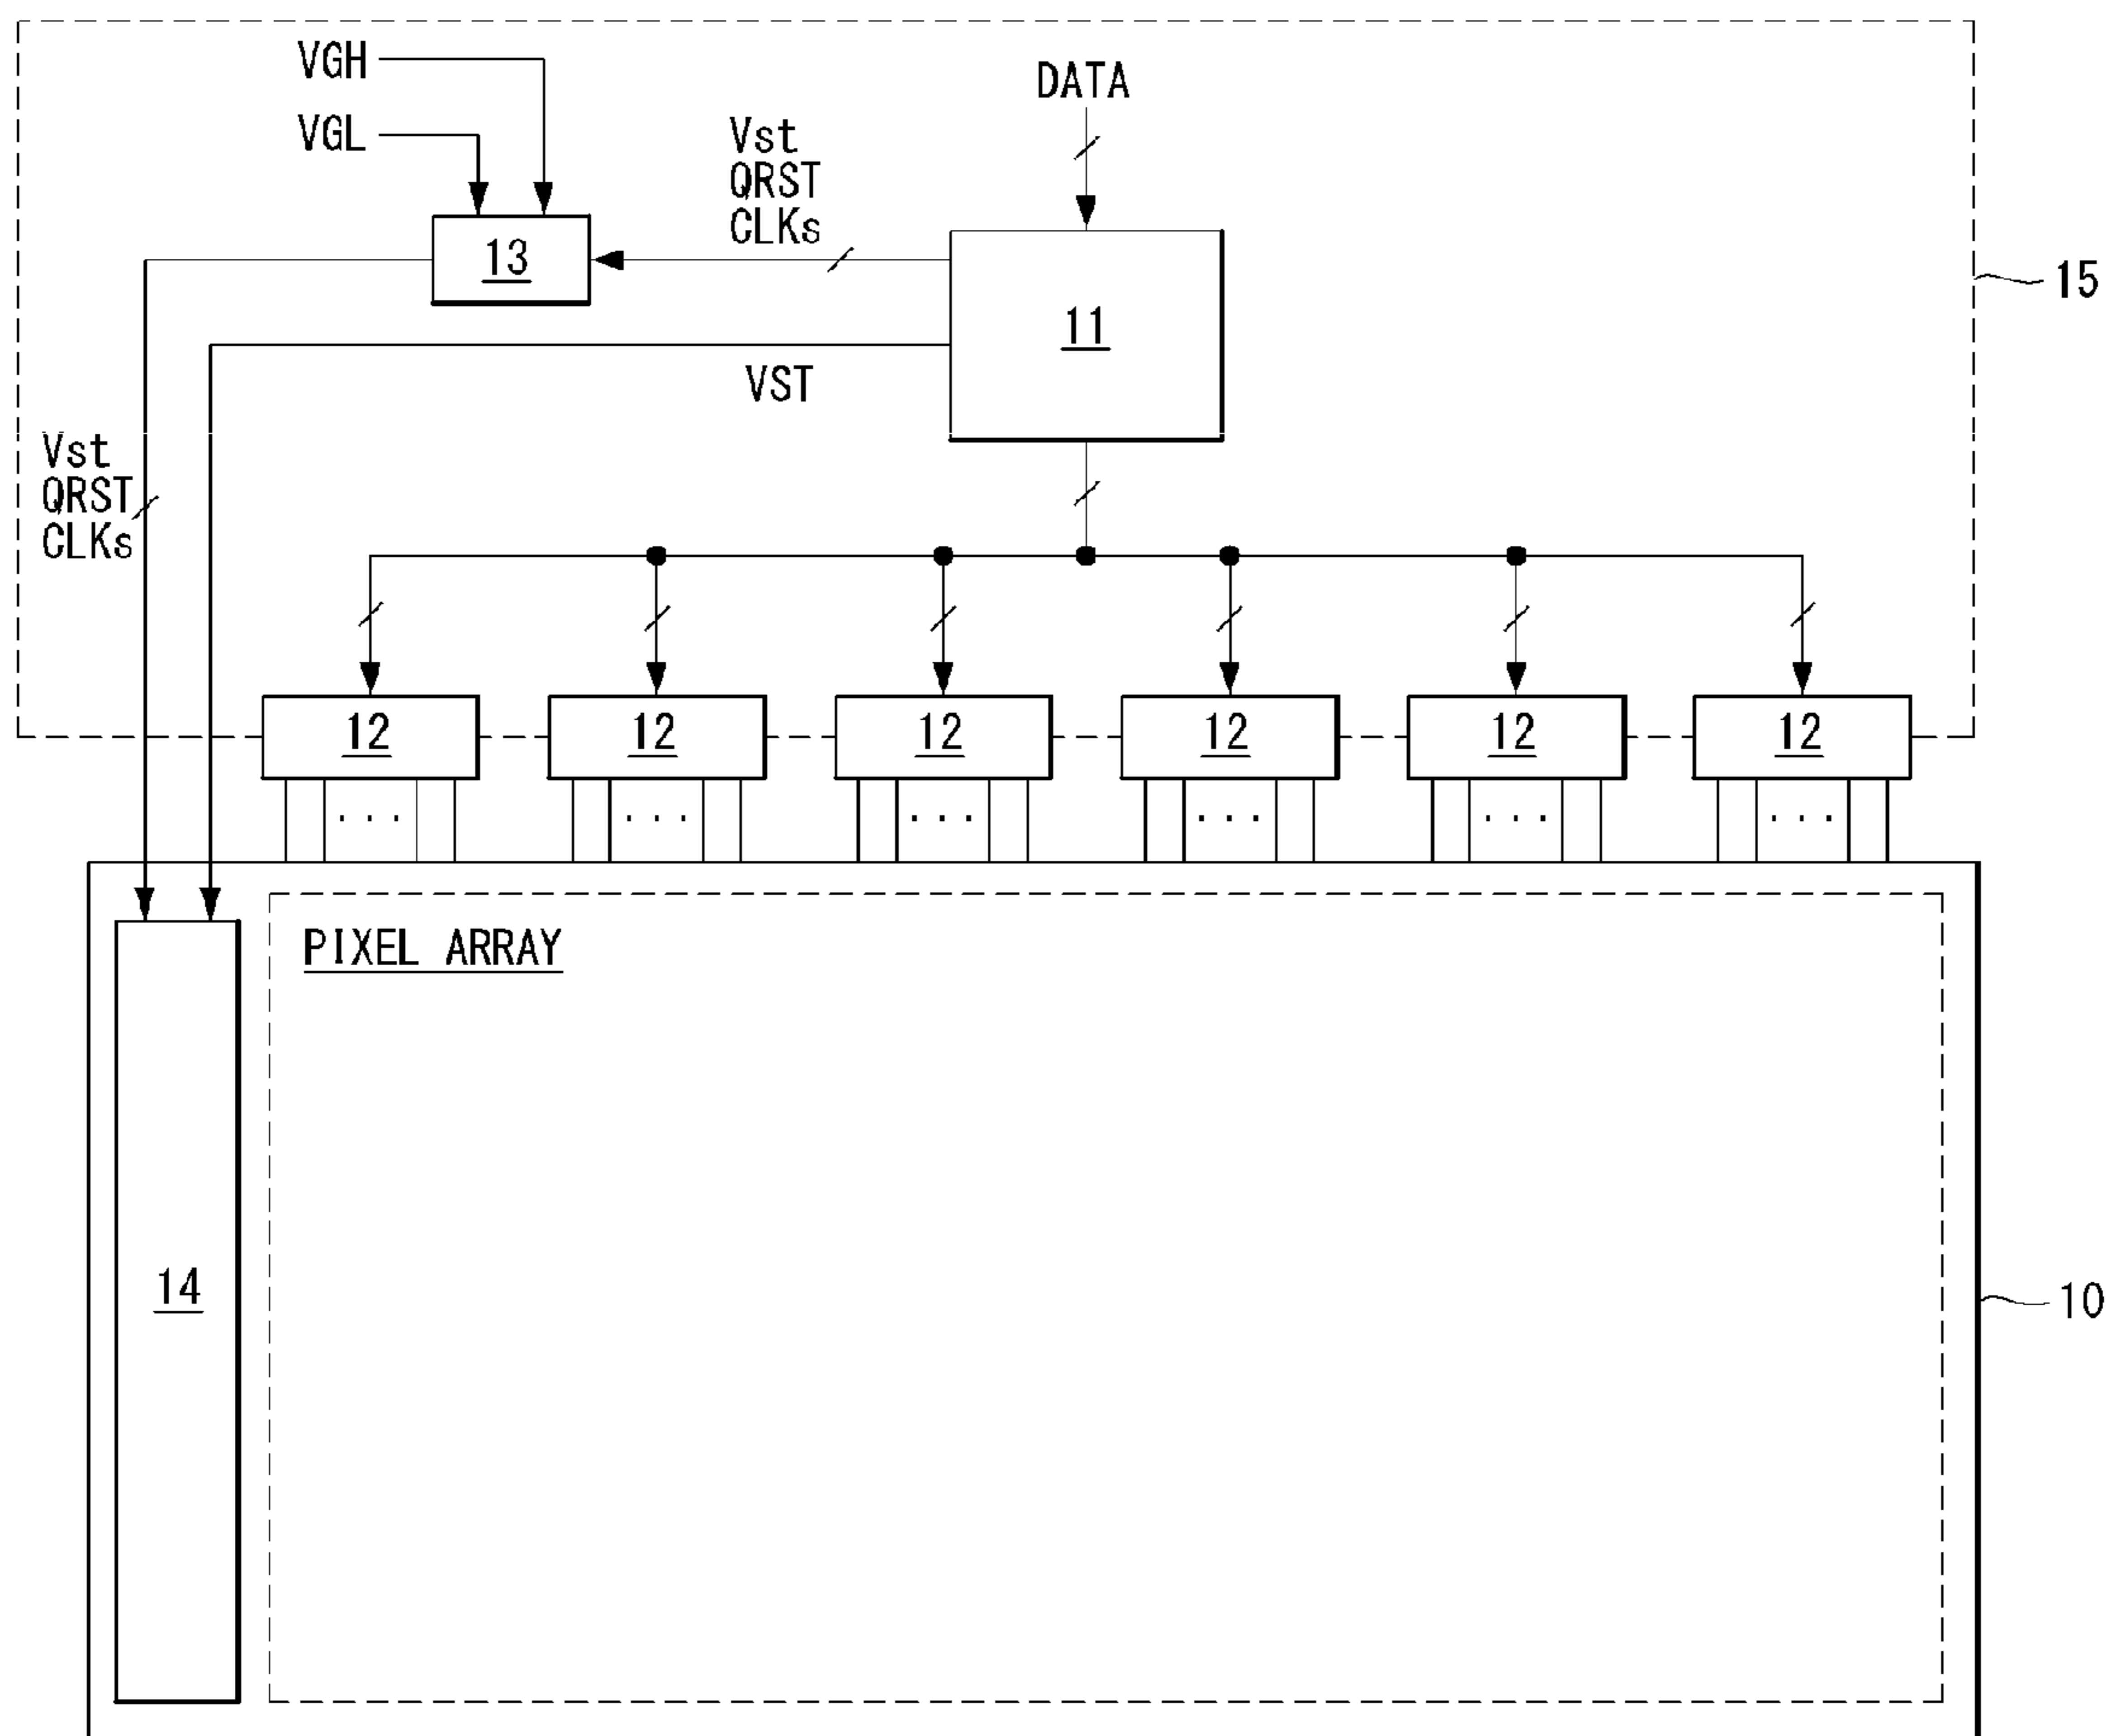 VGH
DATA
VGL
Vst
QRST
CLKs
13
15
11
VST
Vst
QRST
CLKs
12
12
12
12
12
12
. . .
. . .
. . .
. . .
. . .
. . .
PIXEL ARRAY
14
10